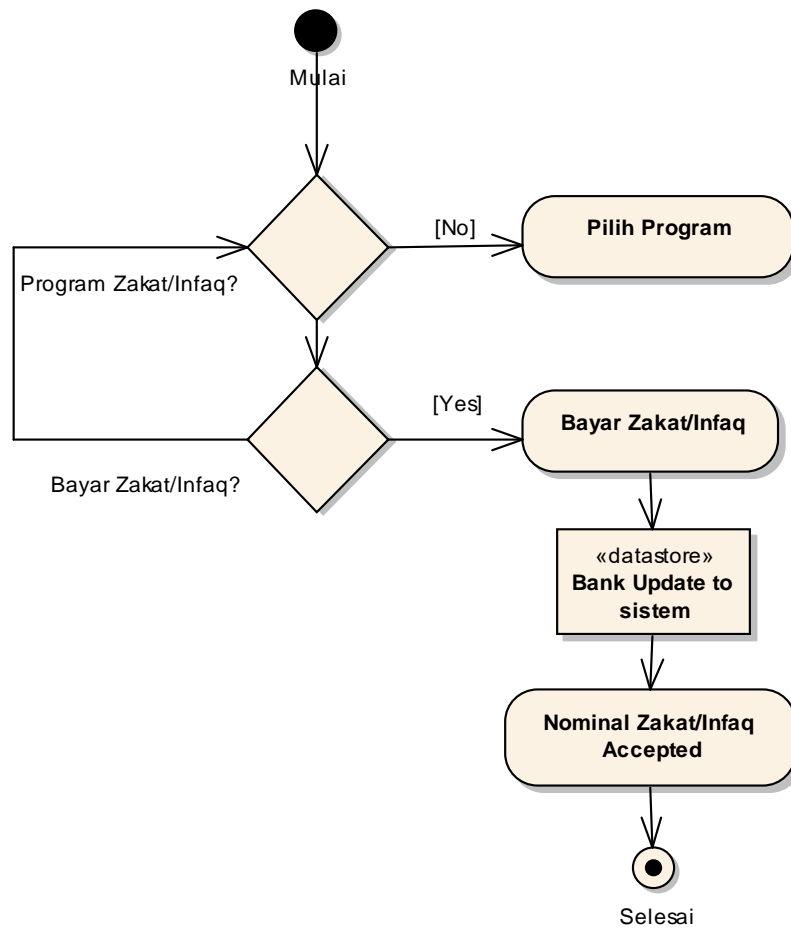 Mulai
[No]
Pilih Program
Program Zakat/Infaq?
[Yes]
Bayar Zakat/Infaq
Bayar Zakat/Infaq?
«datastore»
Bank Update to
sistem
Nominal Zakat/Infaq
Accepted
Selesai